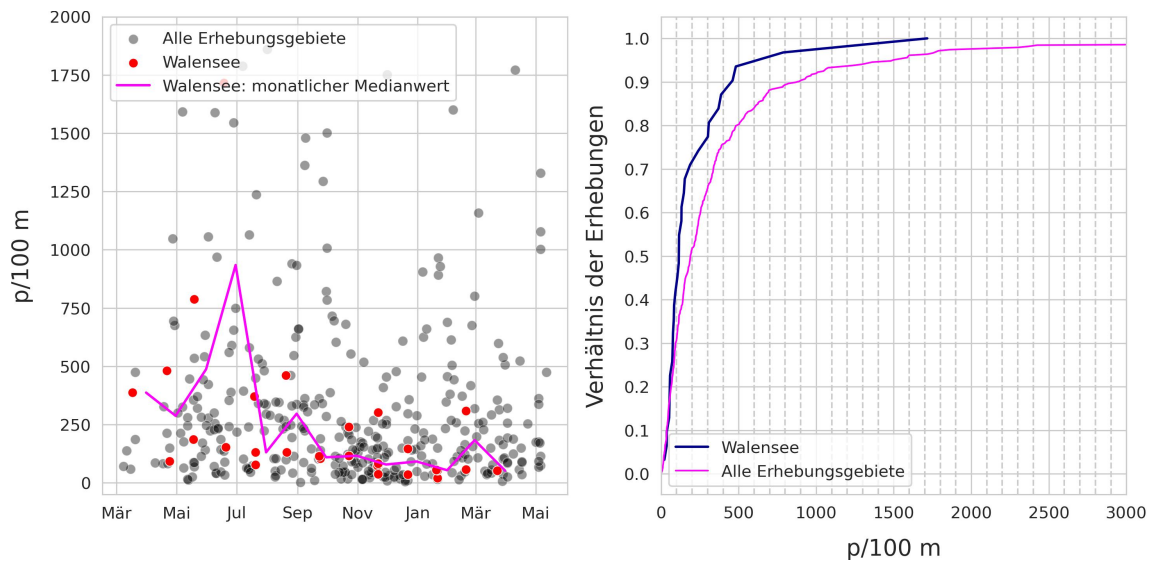 2000
1750
1500
1250
1000
750
500
250
0
p/100 m
Alle Erhebungsgebiete
Walensee
Walensee: monatlicher Medianwert
Mär Mai Jul Sep Nov Jan Mär Mai
1.0
0.9
0.8
0.7
0.6
0.5
0.4
0.3
0.2
0.1
0.0
Verhältnis der Erhebungen
Walensee
Alle Erhebungsgebiete
0 500 1000 1500 2000 2500 3000
p/100 m